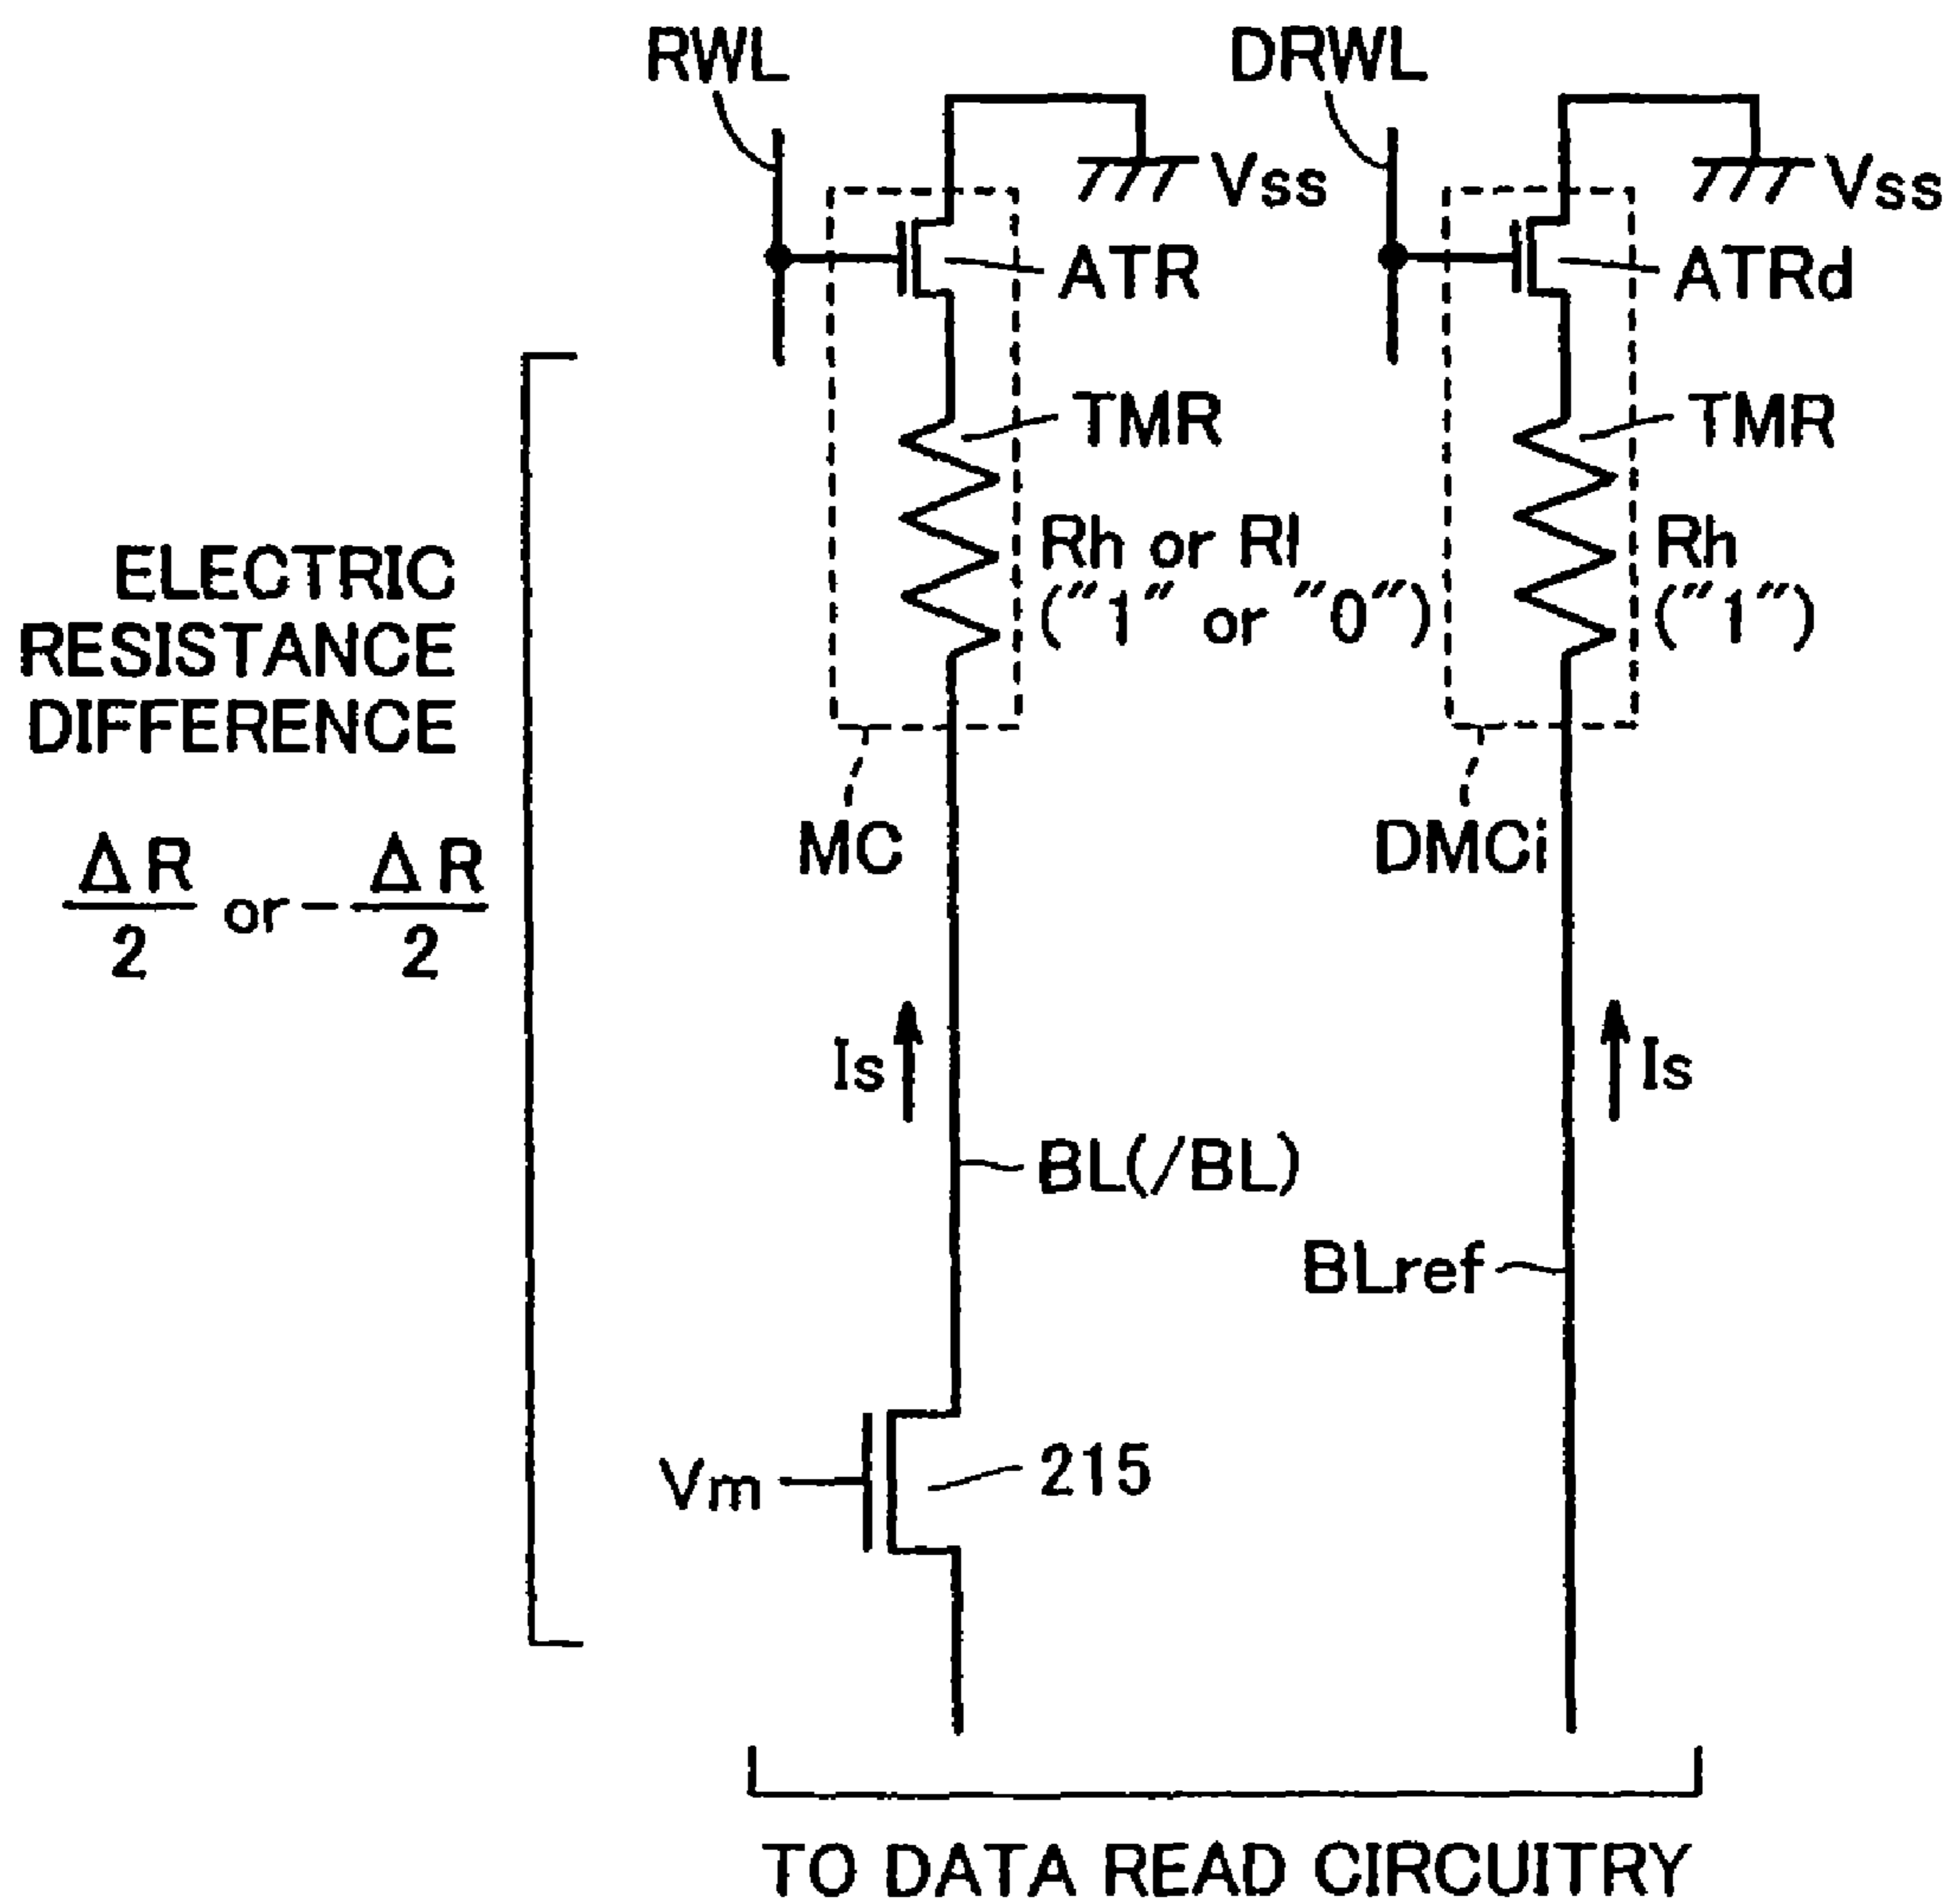 RWL
DRWL
Vss
Vss
ATR
ATRd
TMR
TMR
Rh or Rl
("1" or "0")
Rh
("1")
ELECTRIC
RESISTANCE
DIFFERENCE
ΔR/2 or -ΔR/2
MC
DMCi
Is
Is
BL(/BL)
BLref
Vm
215
TO DATA READ CIRCUITRY